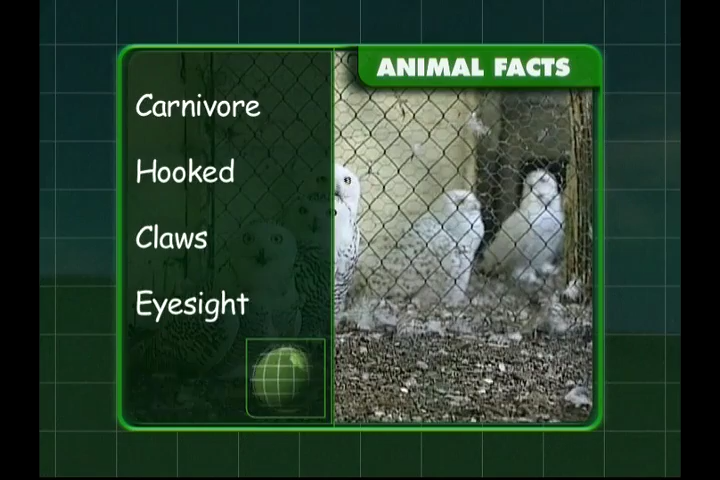 ANIMAL FACTS
Carnivore
Hooked
Claws
Eyesight